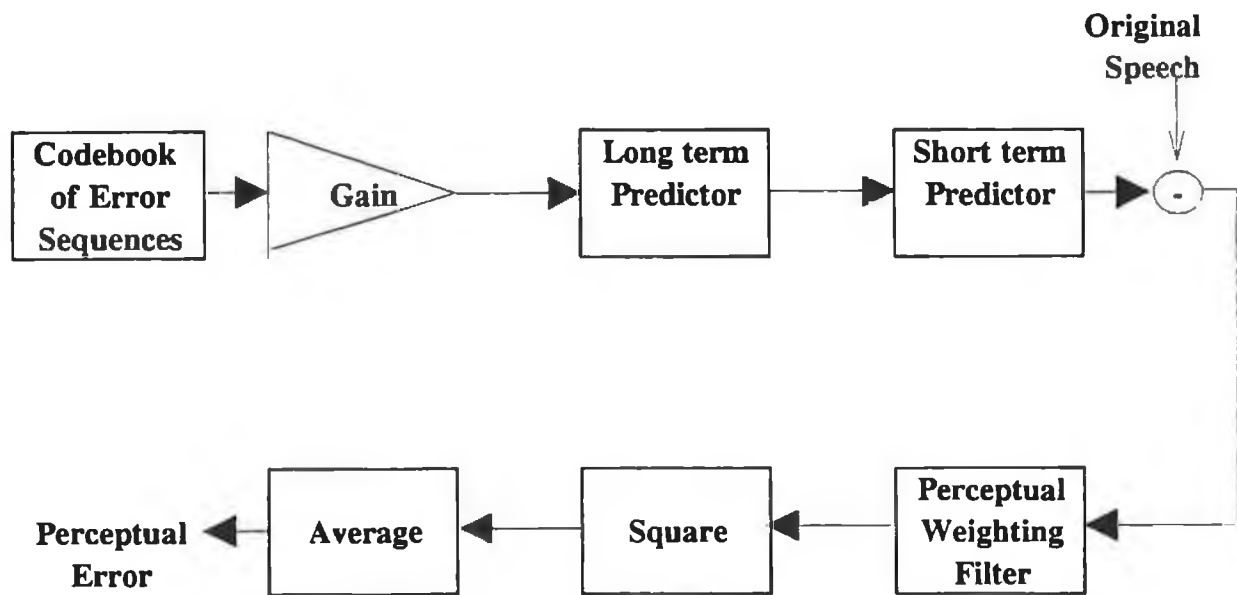 Original
Speech
Codebook
of Error
Sequences
Gain
Long term
Predictor
Short term
Predictor
-
Perceptual
Error
Average
Square
Perceptual
Weighting
Filter